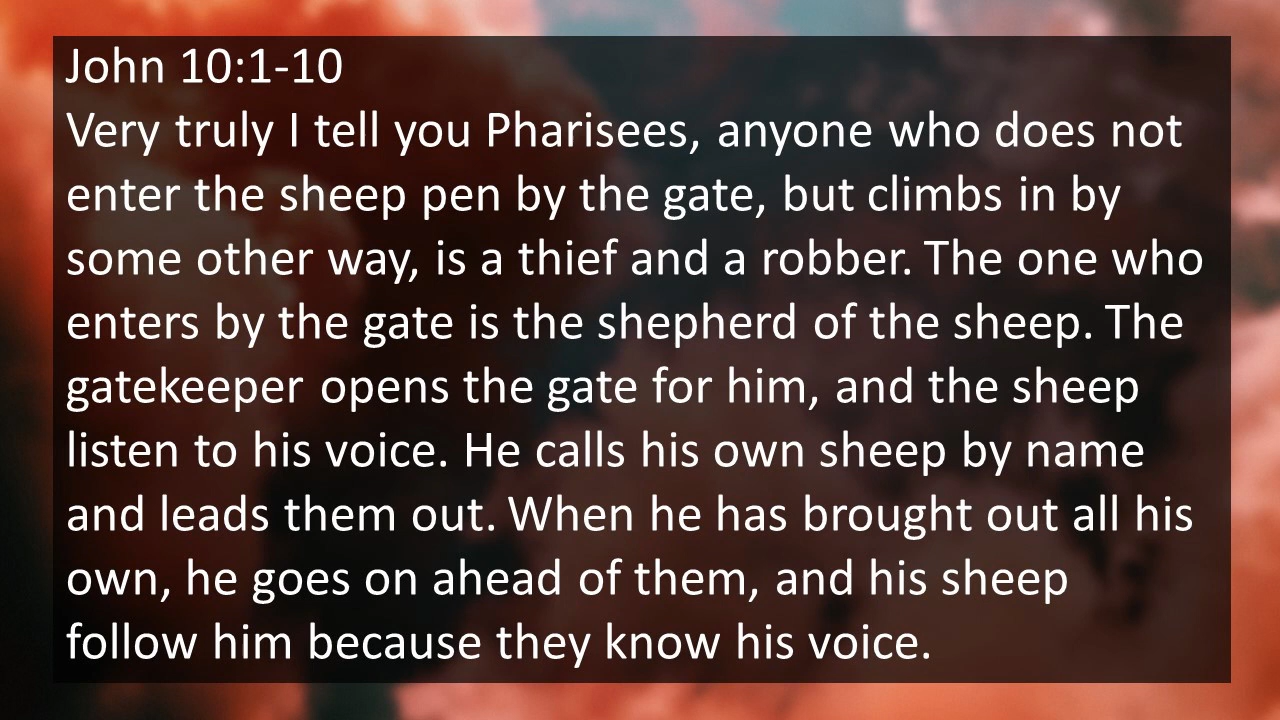 John 10:1-10
Very truly I tell you Pharisees, anyone who does not
enter the sheep pen by the gate, but climbs in by
some other way, is a thief and a robber. The one who
enters by the gate is the shepherd of the sheep. The
gatekeeper opens the gate for him, and the sheep
listen to his voice. He calls his own sheep by name
and leads them out. When he has brought out all his
own, he goes on ahead of them, and his sheep
follow him because they know his voice.